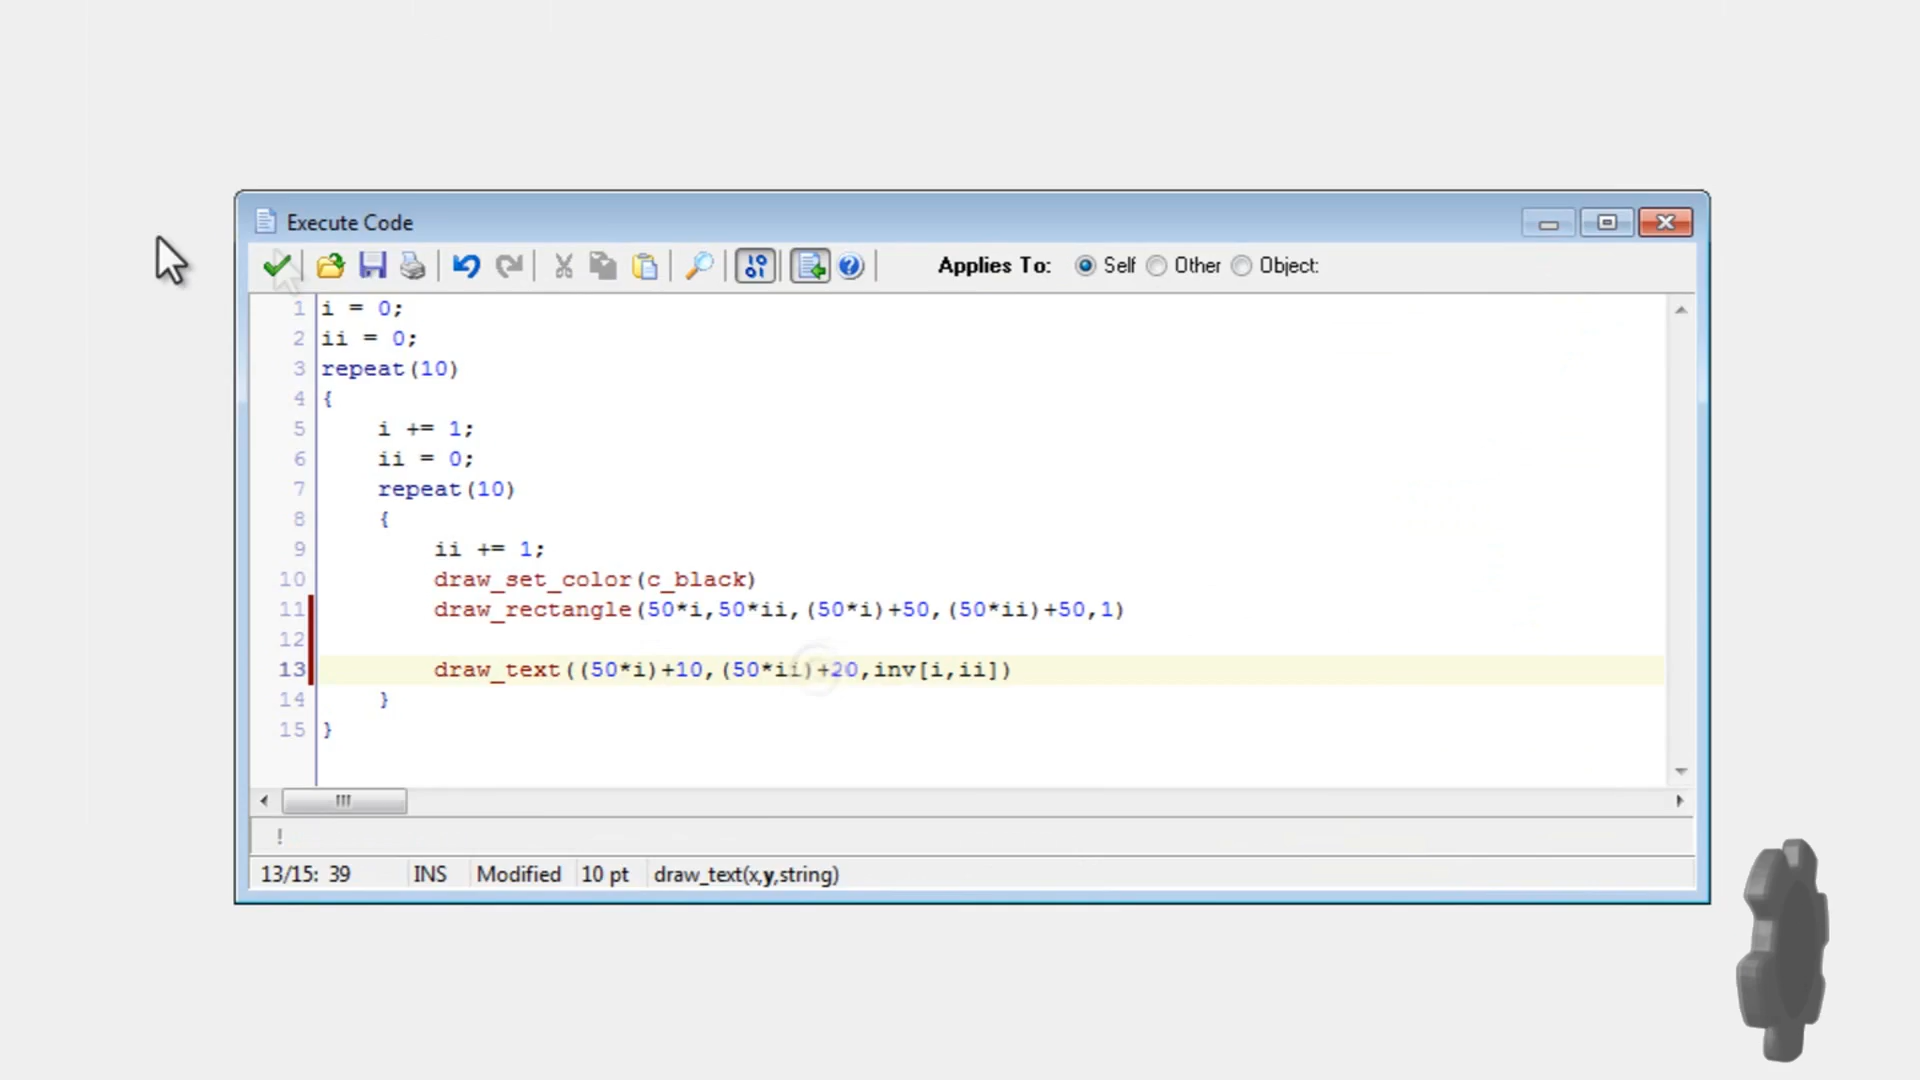 Execute Code
Applies To: Self Other Object:
1 i = 0;
2 ii = 0;
3 repeat(10)
4 {
5 i += 1;
6 ii = 0;
7 repeat(10)
8 {
9 ii += 1;
10 draw_set_color(c_black)
11 draw_rectangle(50*i,50*ii,(50*i)+50,(50*ii)+50,1)
12
13 draw_text((50*i)+10,(50*ii)+20,inv[i,ii])
14 }
15 }
!
13/15: 39 INS Modified 10 pt draw_text(x,y,string)